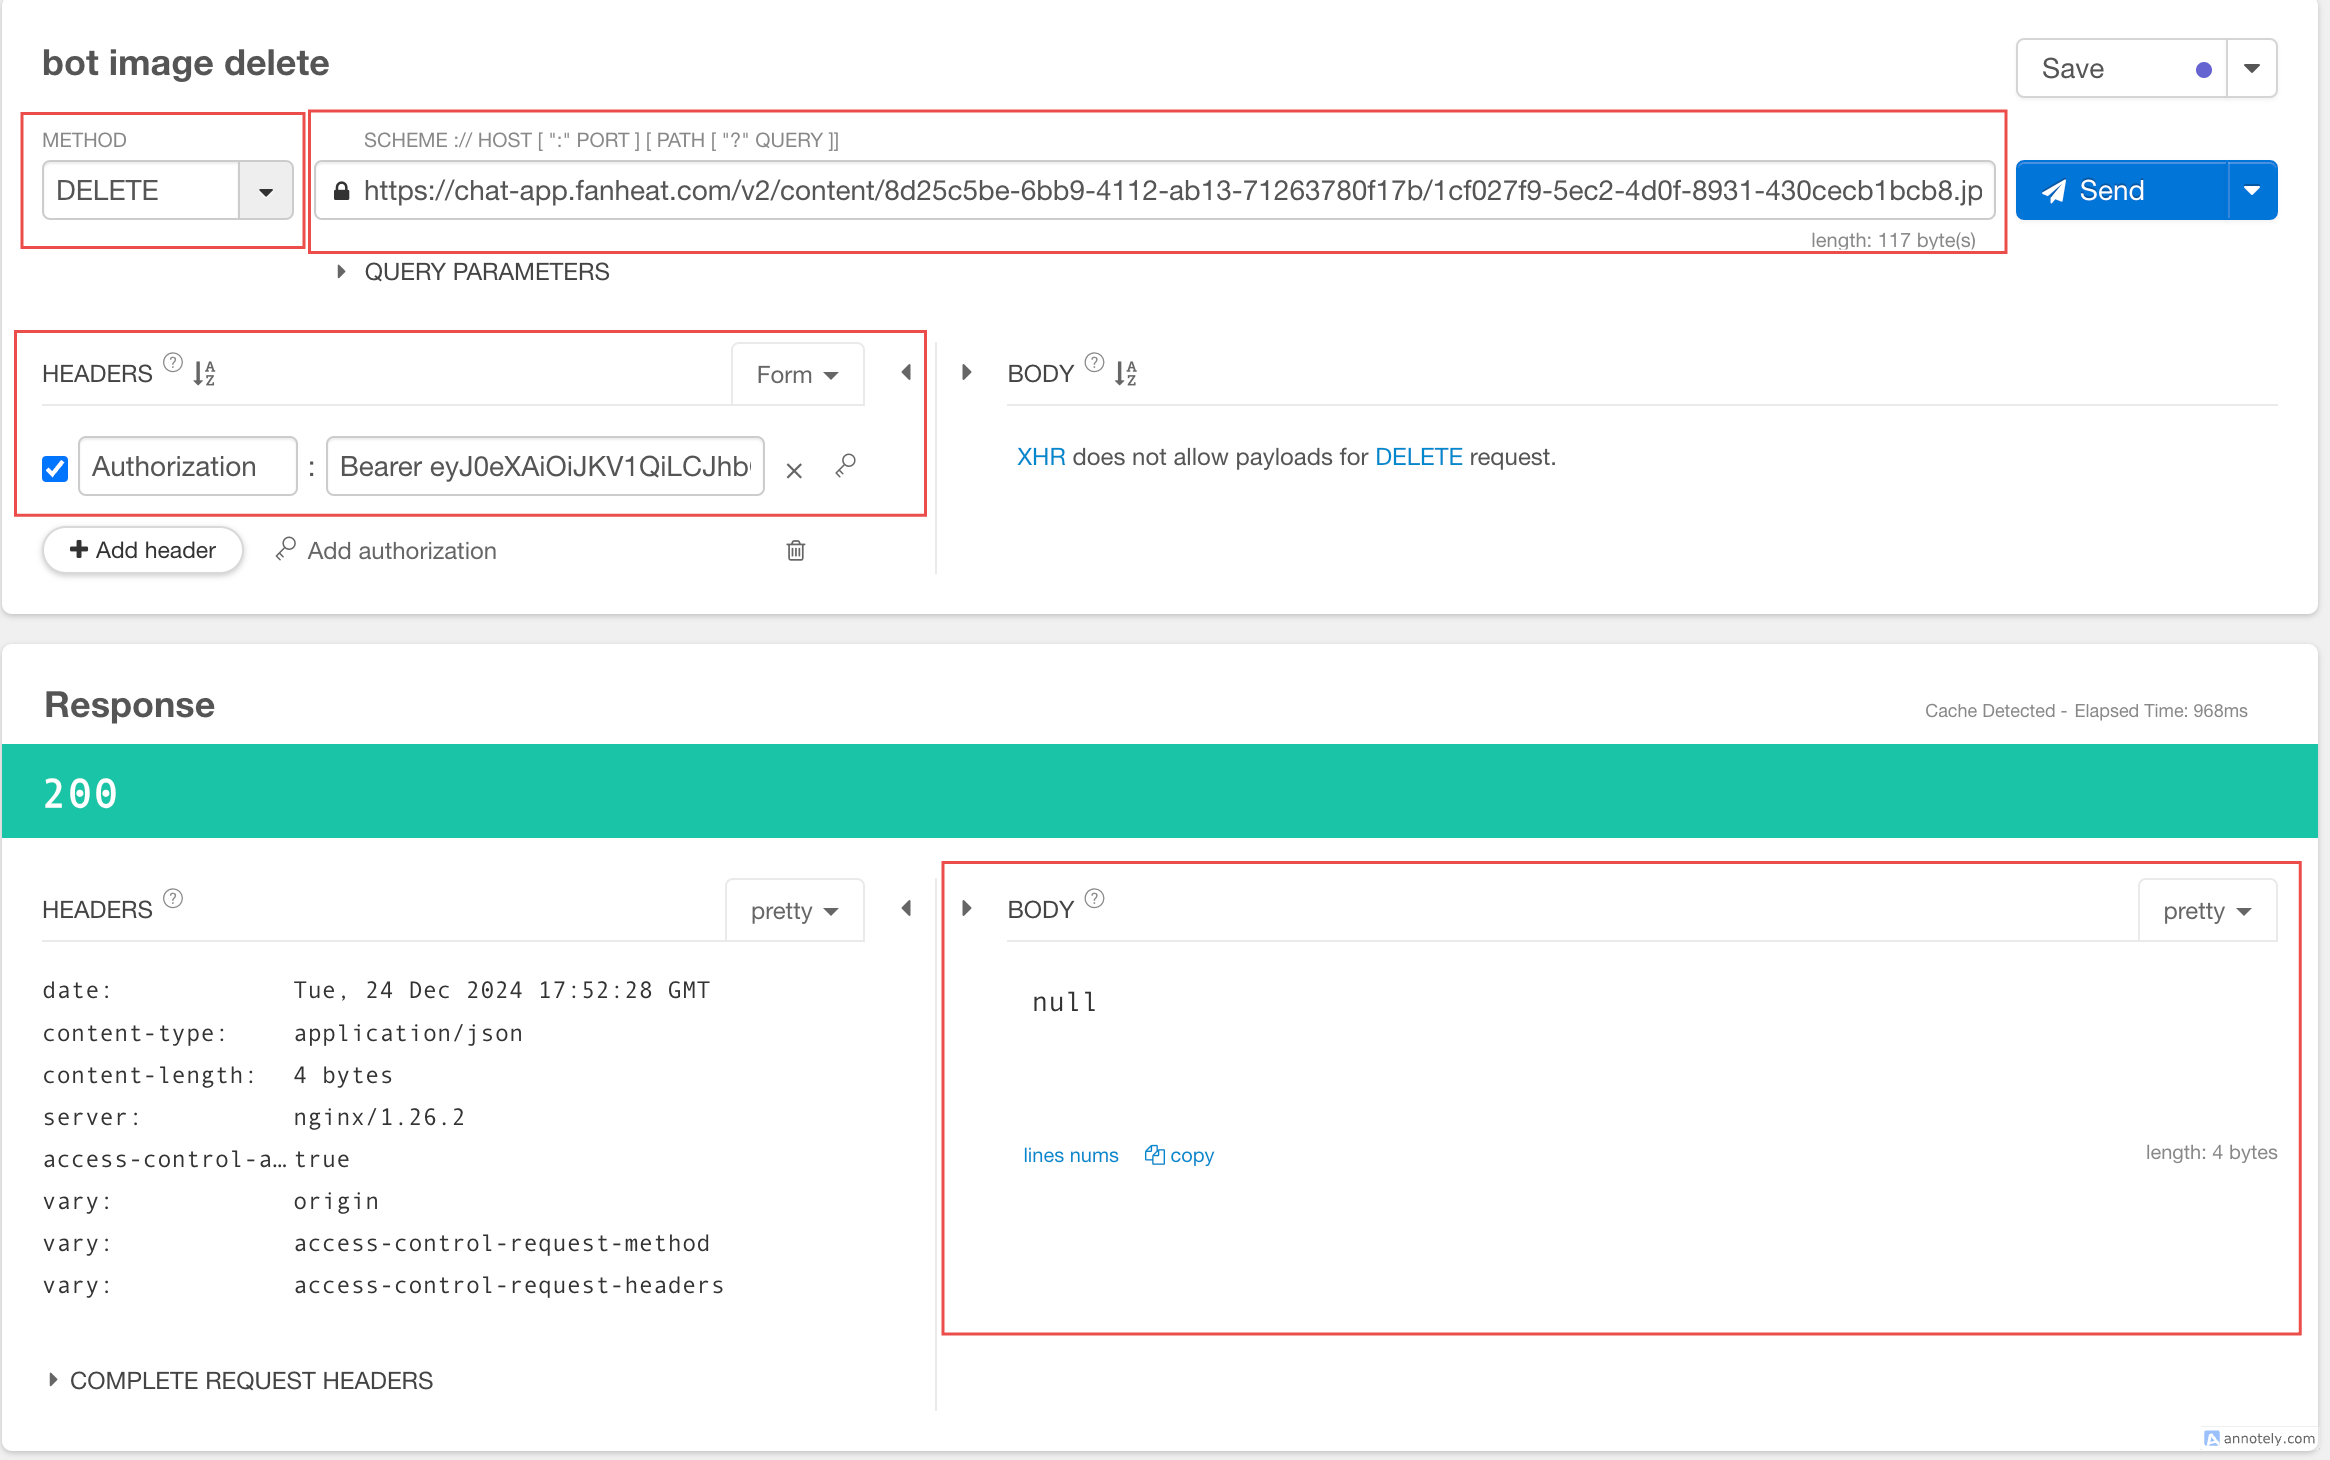 bot image delete
Save
METHOD
SCHEME :// HOST [ ":" PORT ] [ PATH [ "?" QUERY ]]
DELETE
https://chat-app.fanheat.com/v2/content/8d25c5be-6bb9-4112-ab13-71263780f17b/1cf027f9-5ec2-4d0f-8931-430cecb1bcb8.jp
Send
length: 117 byte(s)
QUERY PARAMETERS
HEADERS ? AZ Form
BODY ? AZ
Authorization : Bearer eyJ0eXAiOiJKV1QiLCJhb
XHR does not allow payloads for DELETE request.
Add header Add authorization
Response
Cache Detected - Elapsed Time: 968ms
200
HEADERS ? pretty
BODY ? pretty
date: Tue, 24 Dec 2024 17:52:28 GMT
content-type: application/json
content-length: 4 bytes
server: nginx/1.26.2
access-control-a… true
vary: origin
vary: access-control-request-method
vary: access-control-request-headers
null
lines nums copy
length: 4 bytes
COMPLETE REQUEST HEADERS
annotely.com